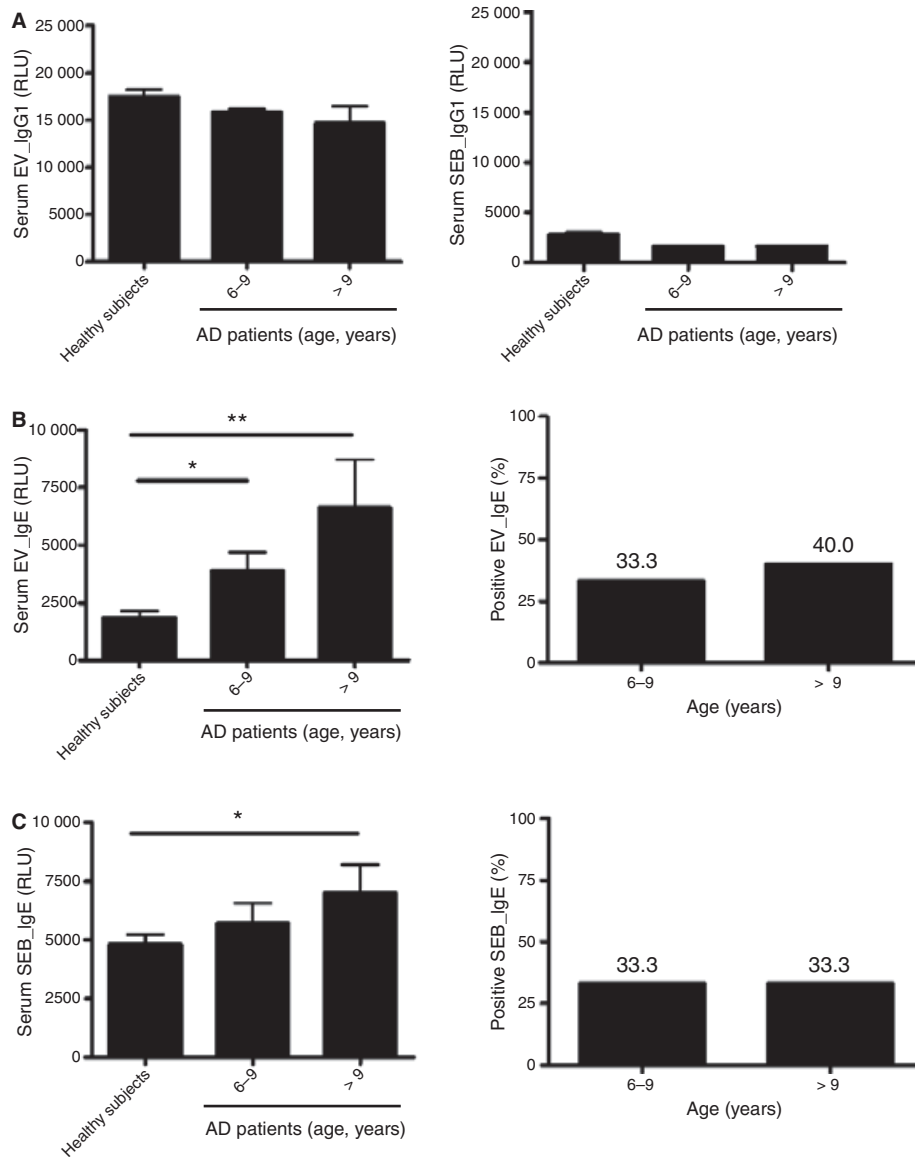 A
Serum EV_IgG1 (RLU)
25 000
20 000
15 000
10 000
5000
0
Healthy subjects
6–9
> 9
AD patients (age, years)
Serum SEB_IgG1 (RLU)
25 000
20 000
15 000
10 000
5000
0
Healthy subjects
6–9
> 9
AD patients (age, years)
B
Serum EV_IgE (RLU)
10 000
7500
5000
2500
0
**
*
Healthy subjects
6–9
> 9
AD patients (age, years)
Positive EV_IgE (%)
100
75
50
25
0
33.3
40.0
6–9
> 9
Age (years)
C
Serum SEB_IgE (RLU)
10 000
7500
5000
2500
0
*
Healthy subjects
6–9
> 9
AD patients (age, years)
Positive SEB_IgE (%)
100
75
50
25
0
33.3
33.3
6–9
> 9
Age (years)